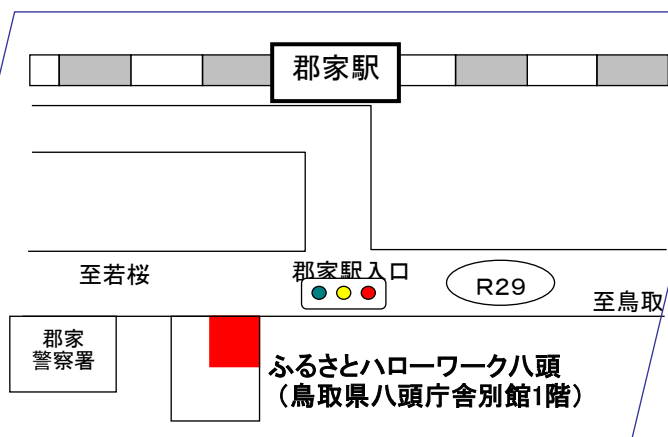 郡家駅
至若桜
郡家駅入口
R29
至鳥取
郡家
警察署
ふるさとハローワーク八頭
（鳥取県八頭庁舎別館1階）